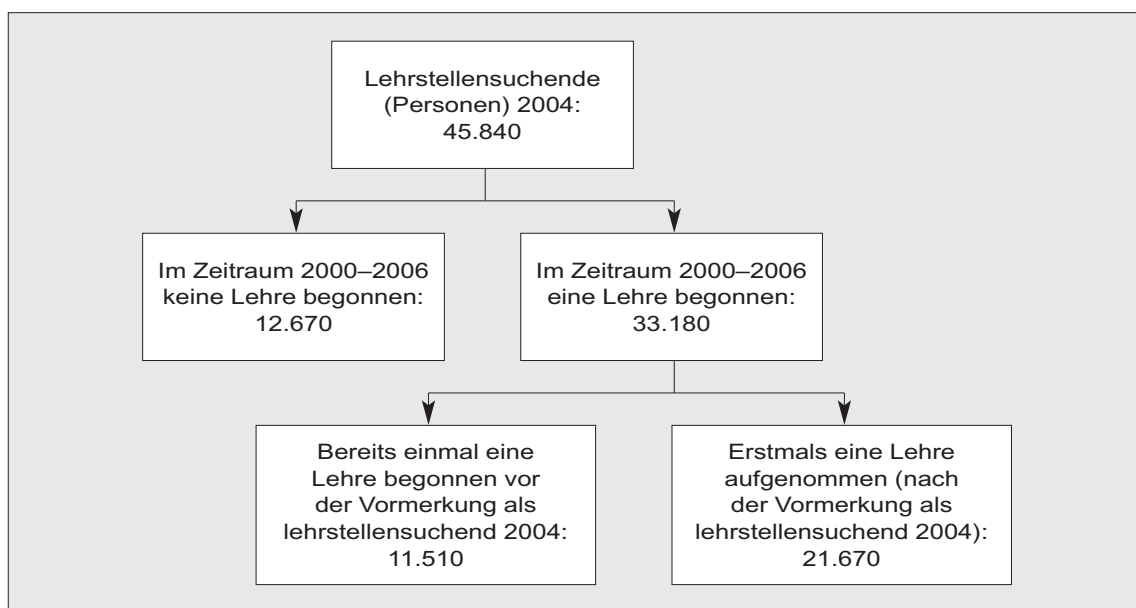 Lehrstellensuchende
(Personen) 2004:
45.840
Im Zeitraum 2000–2006
keine Lehre begonnen:
12.670
Im Zeitraum 2000–2006
eine Lehre begonnen:
33.180
Bereits einmal eine
Lehre begonnen vor
der Vormerkung als
lehrstellensuchend 2004:
11.510
Erstmals eine Lehre
aufgenommen (nach
der Vormerkung als
lehrstellensuchend 2004):
21.670